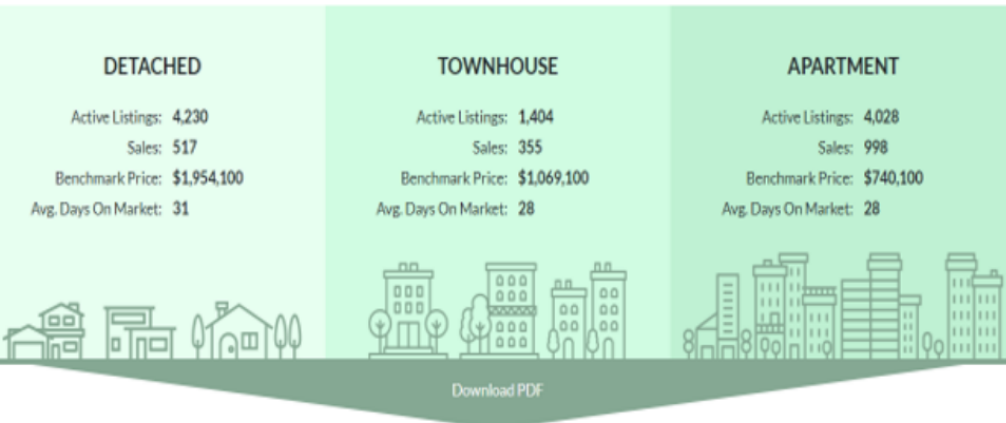 DETACHED
Active Listings: 4,230
Sales: 517
Benchmark Price: $1,954,100
Avg. Days On Market: 31
TOWNHOUSE
Active Listings: 1,404
Sales: 355
Benchmark Price: $1,069,100
Avg. Days On Market: 28
APARTMENT
Active Listings: 4,028
Sales: 998
Benchmark Price: $740,100
Avg. Days On Market: 28
Download PDF